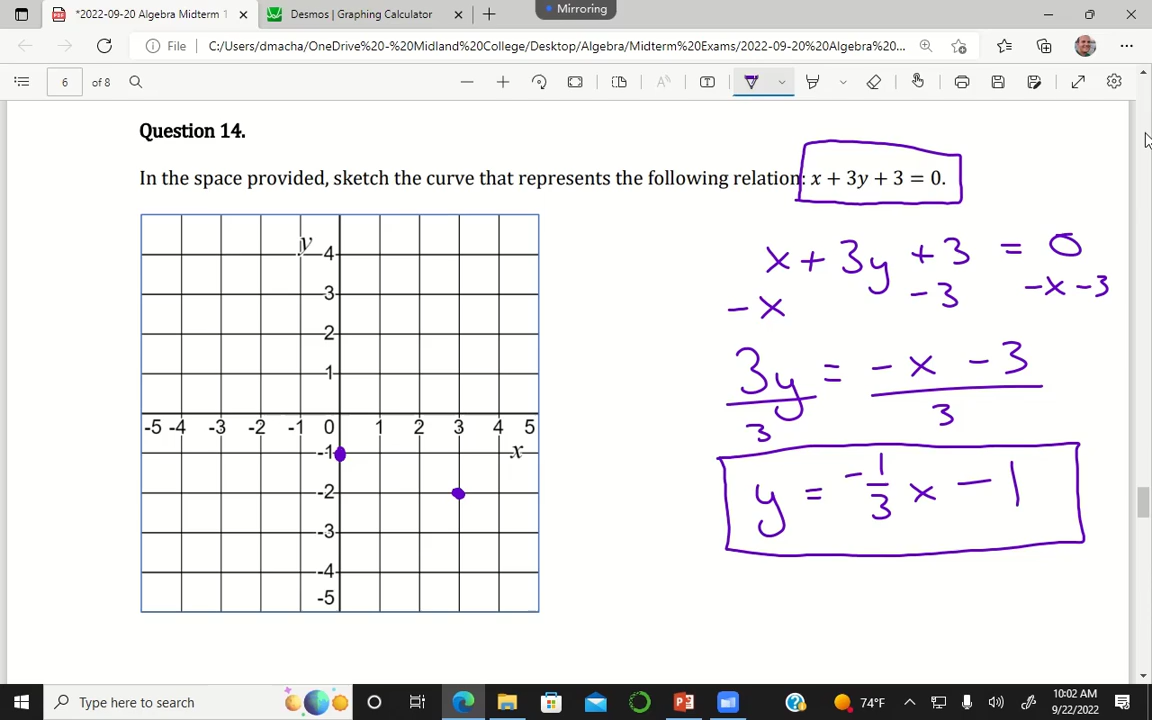 Mirroring
*2022-09-20 Algebra Midterm 1
Desmos | Graphing Calculator
File C:/Users/dmacha/OneDrive%20-%20Midland%20College/Desktop/Algebra/Midterm%20Exams/2022-09-20%20Algebra%20...
6 of 8
Question 14.
In the space provided, sketch the curve that represents the following relation: x + 3y + 3 = 0.
y
4
3
2
1
-5 -4 -3 -2 -1 0 1 2 3 4 5
x
-1
-2
-3
-4
-5
x + 3y + 3 = 0
-x -3 -x -3
3y = -x - 3
3 3
y = -1/3 x - 1
Type here to search
74°F
10:02 AM
9/22/2022